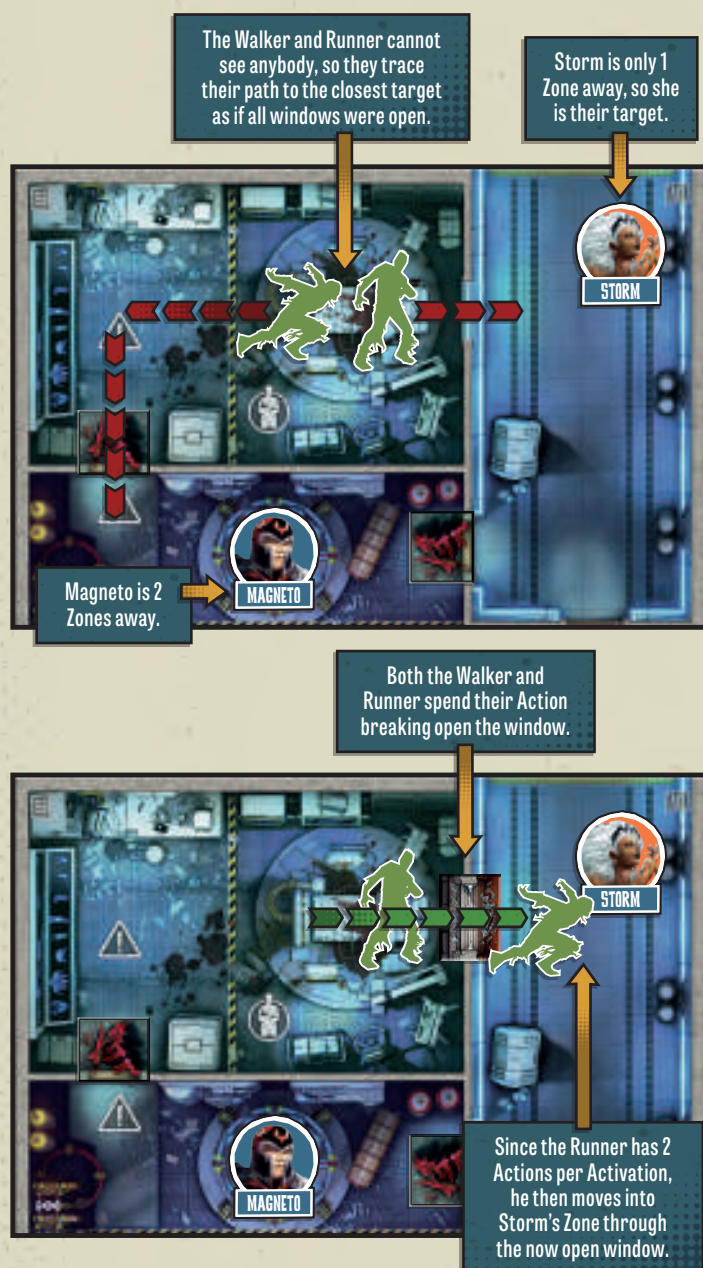 The Walker and Runner cannot
see anybody, so they trace
their path to the closest target
as if all windows were open.
Storm is only 1
Zone away, so she
is their target.
STORM
MAGNETO
Magneto is 2
Zones away.
Both the Walker and
Runner spend their Action
breaking open the window.
STORM
MAGNETO
Since the Runner has 2
Actions per Activation,
he then moves into
Storm's Zone through
the now open window.